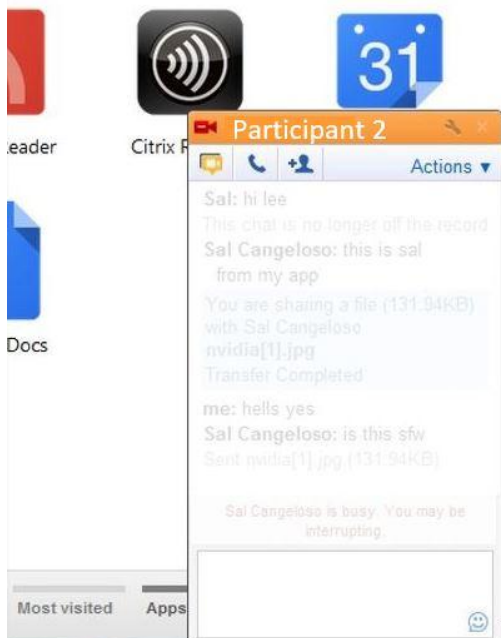 31
eader
Citrix R
Docs
Participant 2
Actions ▼
Sal: hi lee
This chat is no longer off the record
Sal Cangeloso: this is sal
from my app
You are sharing a file (131.94KB)
with Sal Cangeloso
nvidia[1].jpg
Transfer Completed
me: hells yes
Sal Cangeloso: is this sfw
Sent nvidia[1].jpg (131.94KB)
Sal Cangeloso is busy. You may be
interrupting.
Most visited
Apps